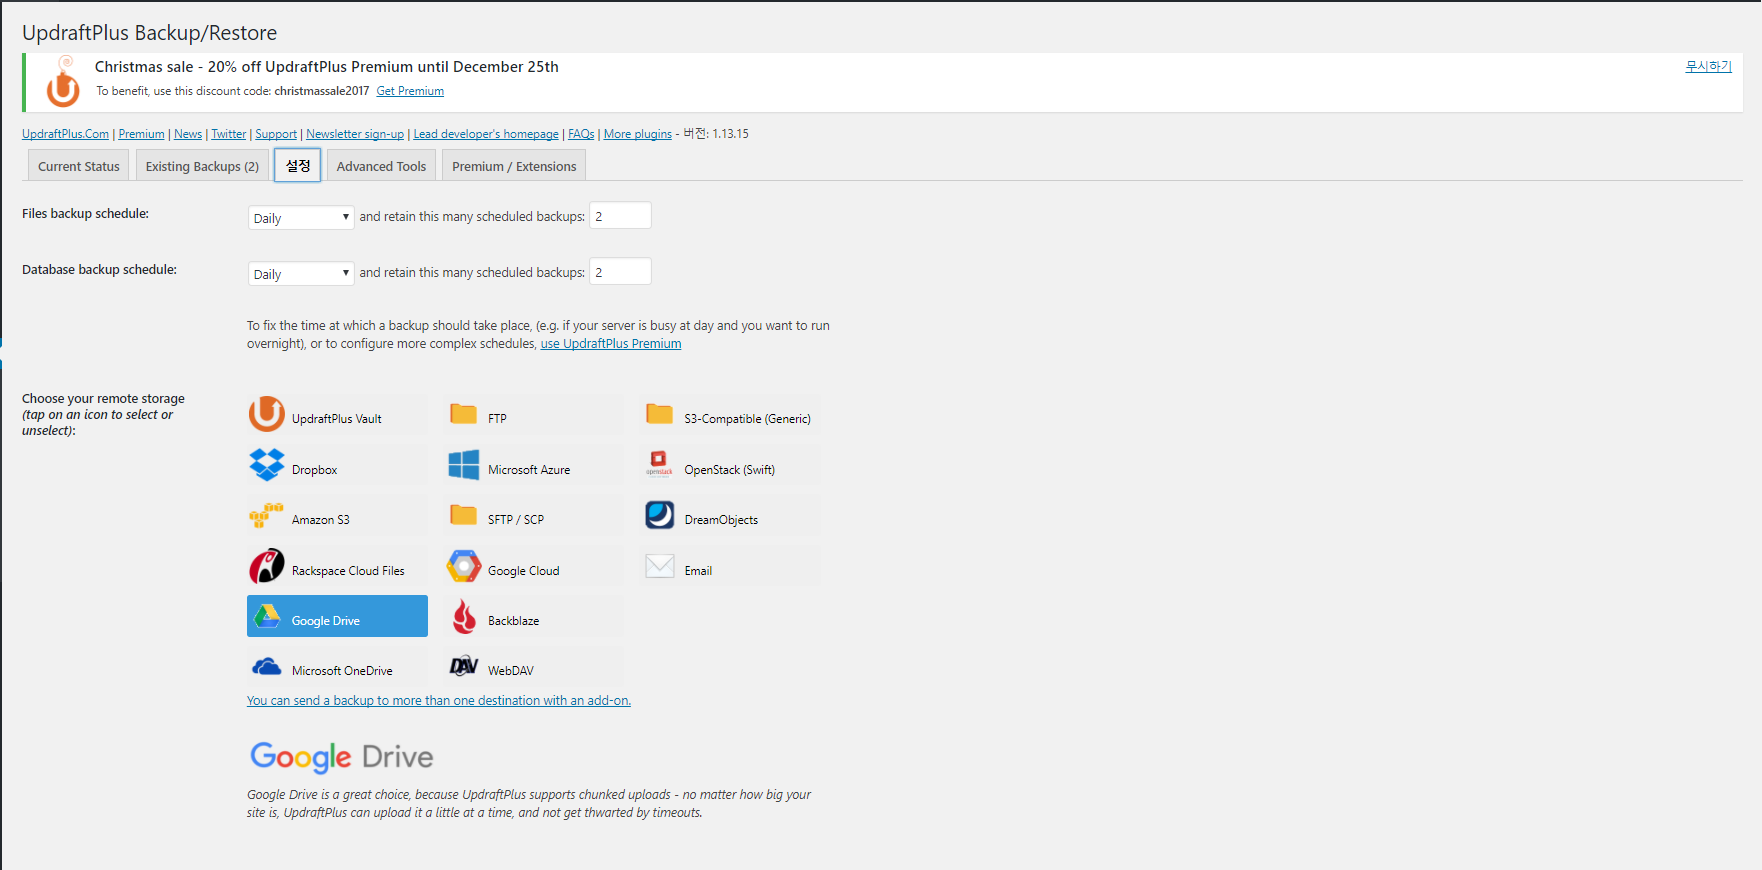 UpdraftPlus Backup/Restore
Christmas sale - 20% off UpdraftPlus Premium until December 25th
무시하기
To benefit, use this discount code: christmassale2017 Get Premium
UpdraftPlus.Com | Premium | News | Twitter | Support | Newsletter sign-up | Lead developer's homepage | FAQs | More plugins - 버전: 1.13.15
Current Status
Existing Backups (2)
설정
Advanced Tools
Premium / Extensions
Files backup schedule:
Daily
and retain this many scheduled backups:
2
Database backup schedule:
Daily
and retain this many scheduled backups:
2
To fix the time at which a backup should take place, (e.g. if your server is busy at day and you want to run
overnight), or to configure more complex schedules, use UpdraftPlus Premium
Choose your remote storage
(tap on an icon to select or
unselect):
UpdraftPlus Vault
FTP
S3-Compatible (Generic)
Dropbox
Microsoft Azure
openstack
OpenStack (Swift)
Amazon S3
SFTP / SCP
DreamObjects
Rackspace Cloud Files
Google Cloud
Email
Google Drive
Backblaze
Microsoft OneDrive
DAV
WebDAV
You can send a backup to more than one destination with an add-on.
Google Drive
Google Drive is a great choice, because UpdraftPlus supports chunked uploads - no matter how big your
site is, UpdraftPlus can upload it a little at a time, and not get thwarted by timeouts.